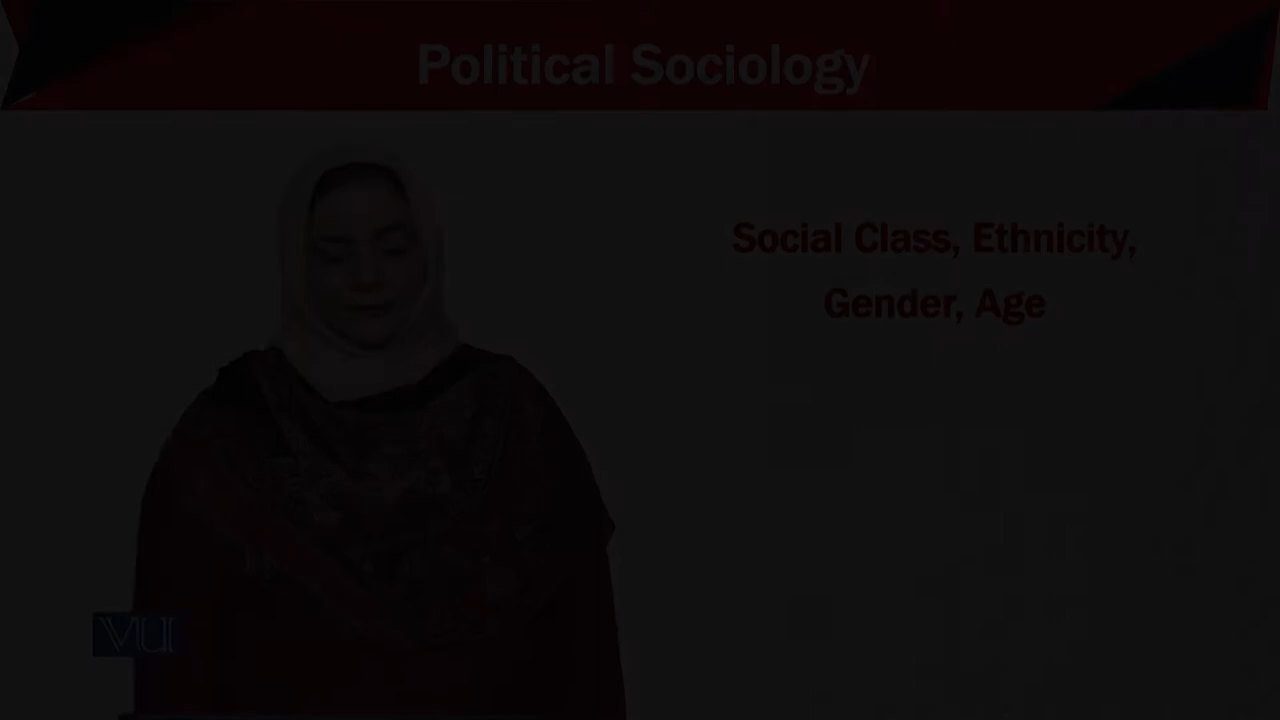 Political Sociology
Social Class, Ethnicity,
Gender, Age
VU